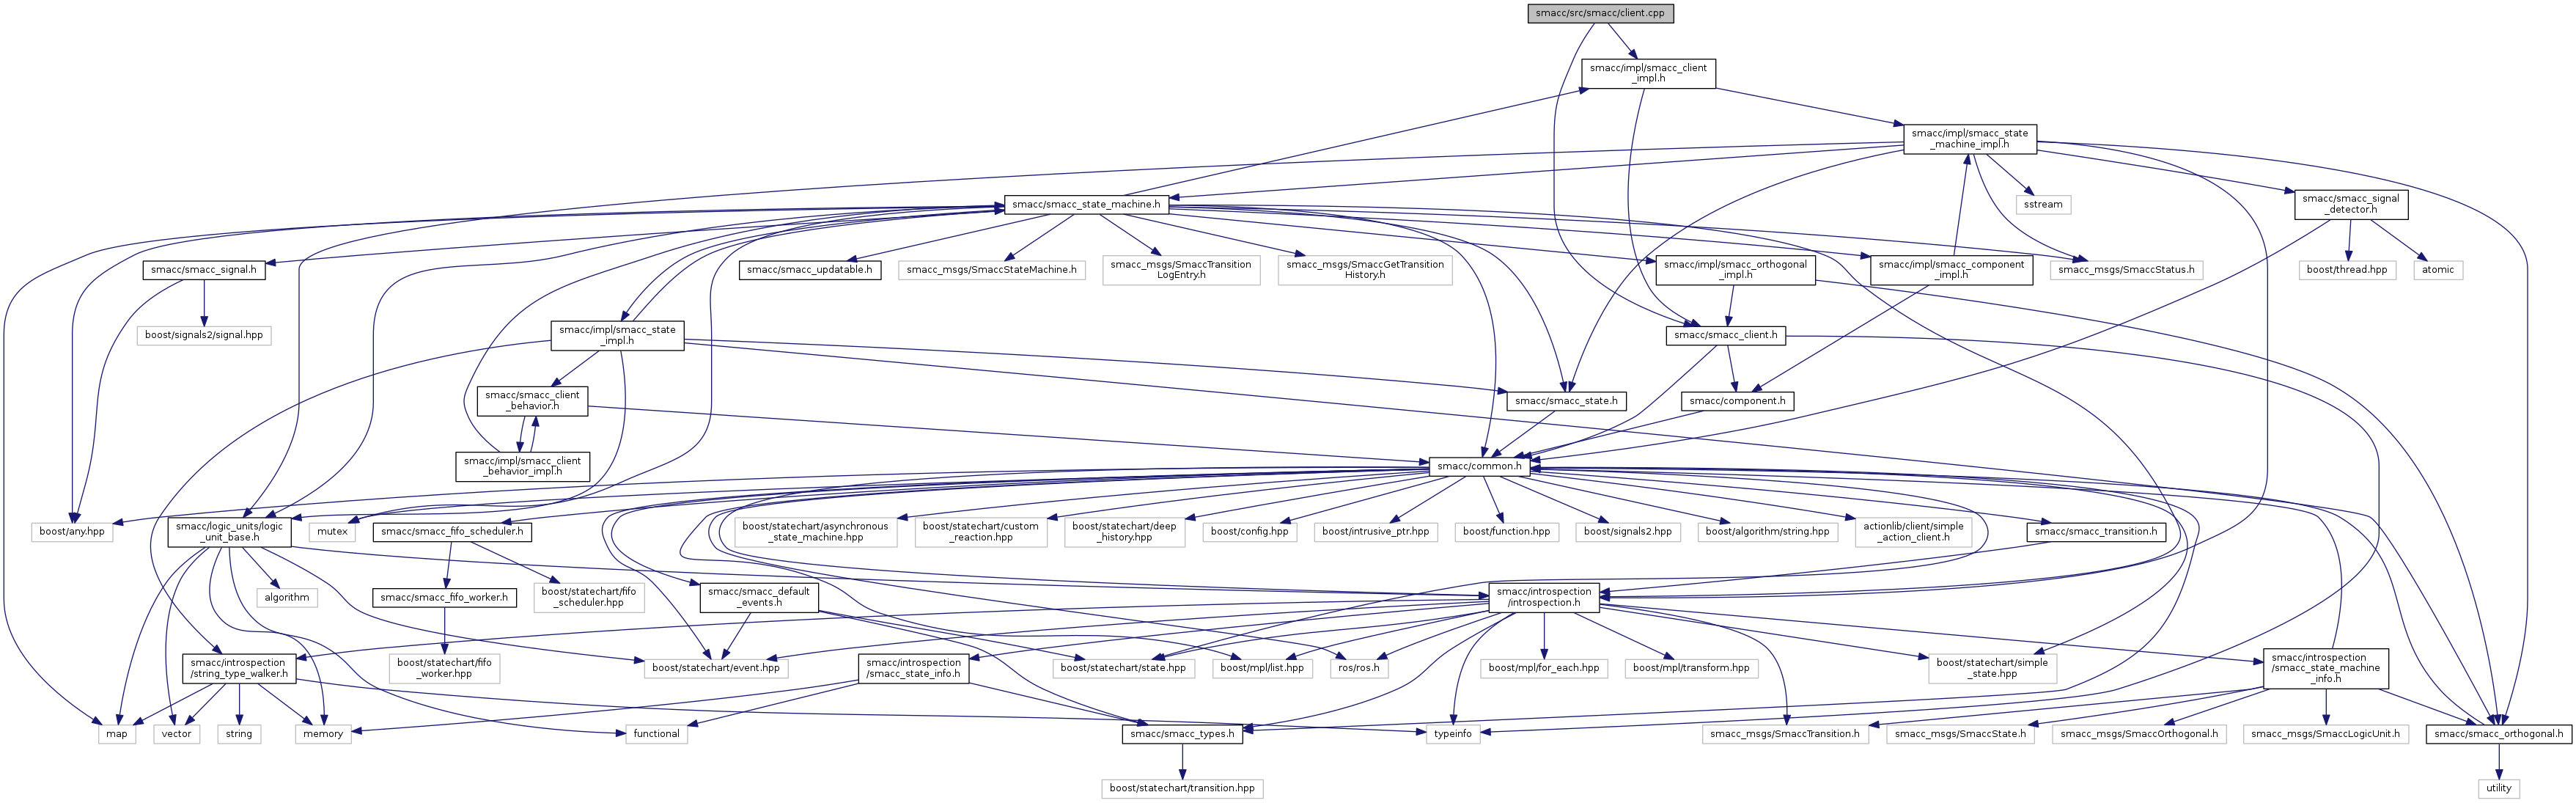 smacc/src/smacc/client.cpp
smacc/impl/smacc_client
_impl.h
smacc/impl/smacc_state
_machine_impl.h
smacc/smacc_state_machine.h
sstream
smacc/smacc_signal
_detector.h
smacc/smacc_signal.h
smacc/smacc_updatable.h
smacc_msgs/SmaccStateMachine.h
smacc_msgs/SmaccTransition
LogEntry.h
smacc_msgs/SmaccGetTransition
History.h
smacc/impl/smacc_orthogonal
_impl.h
smacc/impl/smacc_component
_impl.h
smacc_msgs/SmaccStatus.h
boost/thread.hpp
atomic
boost/signals2/signal.hpp
smacc/impl/smacc_state
_impl.h
smacc/smacc_client.h
smacc/smacc_client
_behavior.h
smacc/smacc_state.h
smacc/component.h
smacc/impl/smacc_client
_behavior_impl.h
smacc/common.h
boost/any.hpp
smacc/logic_units/logic
_unit_base.h
mutex
smacc/smacc_fifo_scheduler.h
boost/statechart/asynchronous
_state_machine.hpp
boost/statechart/custom
_reaction.hpp
boost/statechart/deep
_history.hpp
boost/config.hpp
boost/intrusive_ptr.hpp
boost/function.hpp
boost/signals2.hpp
boost/algorithm/string.hpp
actionlib/client/simple
_action_client.h
smacc/smacc_transition.h
algorithm
smacc/smacc_fifo_worker.h
boost/statechart/fifo
_scheduler.hpp
smacc/smacc_default
_events.h
smacc/introspection
/introspection.h
smacc/introspection
/string_type_walker.h
boost/statechart/fifo
_worker.hpp
boost/statechart/event.hpp
smacc/introspection
/smacc_state_info.h
boost/statechart/state.hpp
boost/mpl/list.hpp
ros/ros.h
boost/mpl/for_each.hpp
boost/mpl/transform.hpp
boost/statechart/simple
_state.hpp
smacc/introspection
/smacc_state_machine
_info.h
map
vector
string
memory
functional
smacc/smacc_types.h
typeinfo
smacc_msgs/SmaccTransition.h
smacc_msgs/SmaccState.h
smacc_msgs/SmaccOrthogonal.h
smacc_msgs/SmaccLogicUnit.h
smacc/smacc_orthogonal.h
boost/statechart/transition.hpp
utility